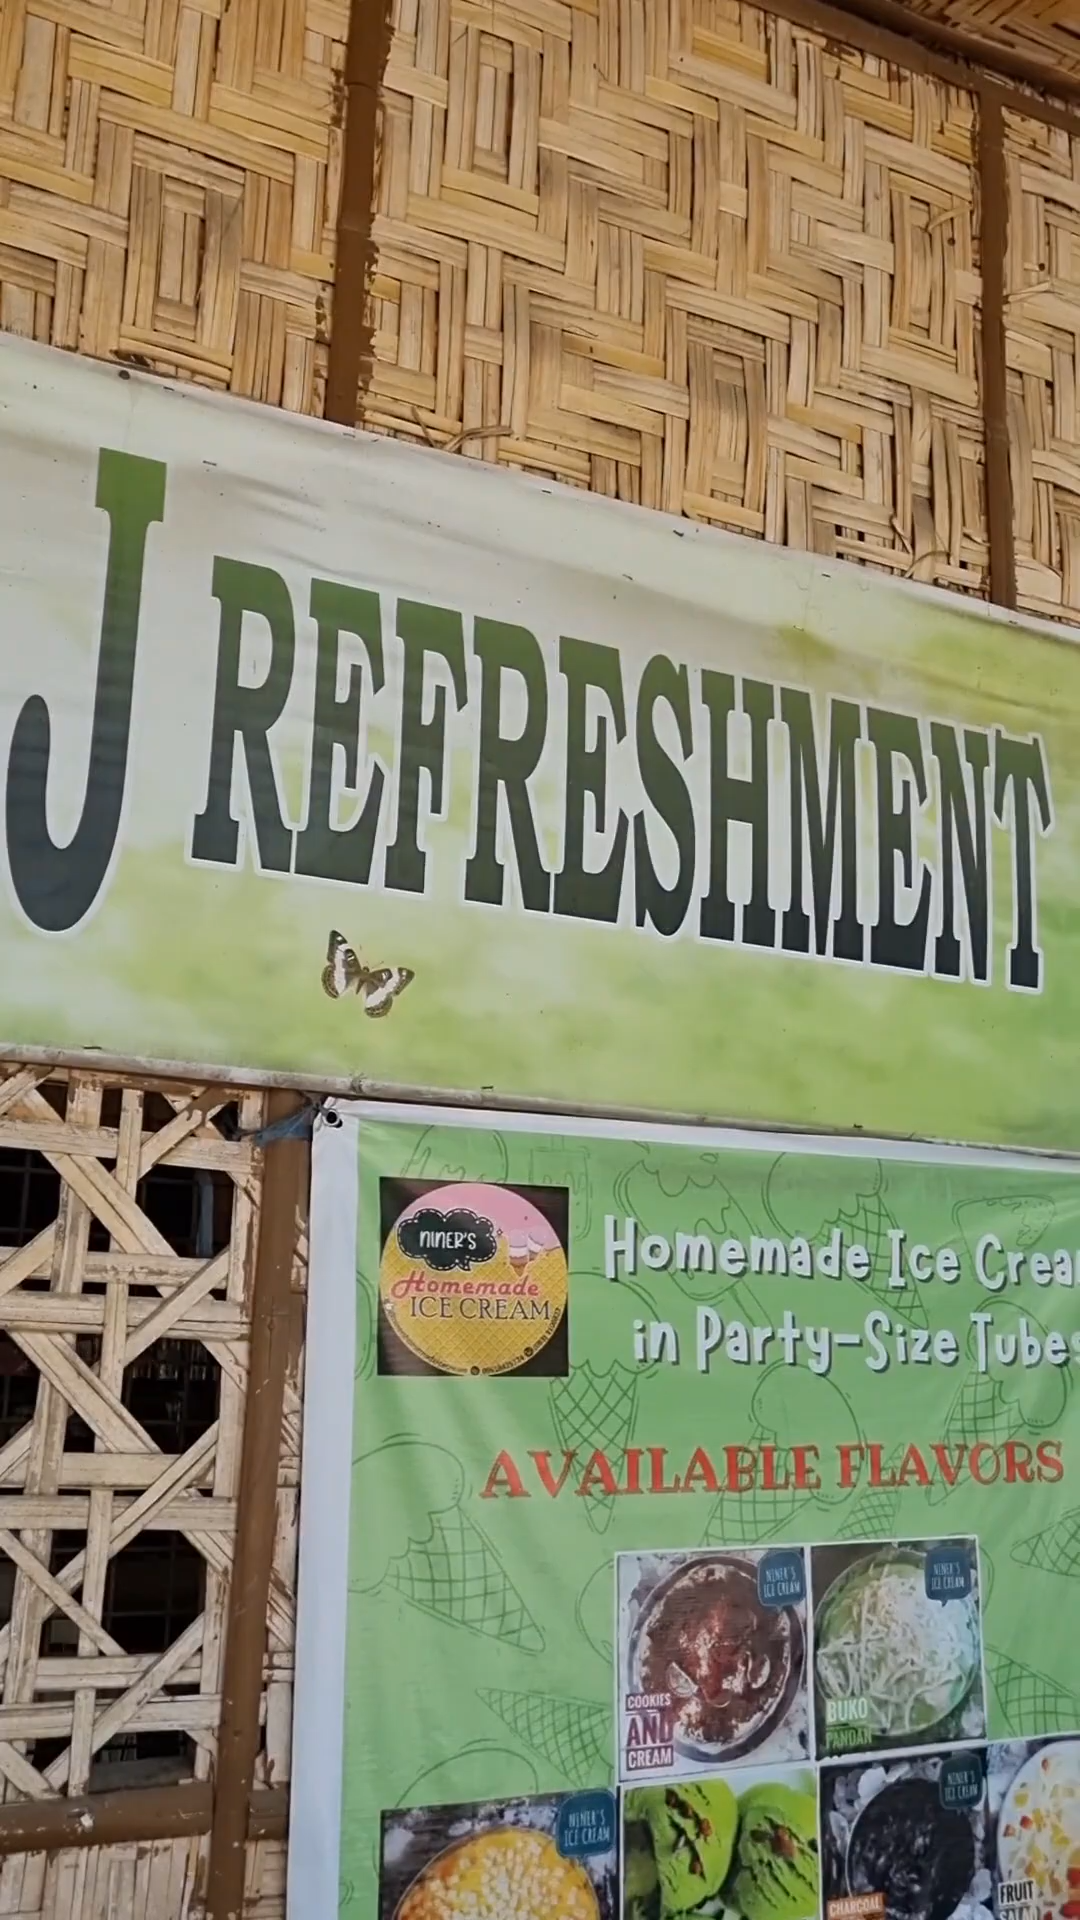 J REFRESHMENT
NINER'S
Homemade
ICE CREAM
Homemade Ice Crea
in Party-Size Tubes
AVAILABLE FLAVORS
NINER'S
ICE CREAM
COOKIES
AND
CREAM
NINER'S
ICE CREAM
BUKO
PANDAN
NINER'S
ICE CREAM
NINER'S
ICE CREAM
CHARCOAL
FRUIT